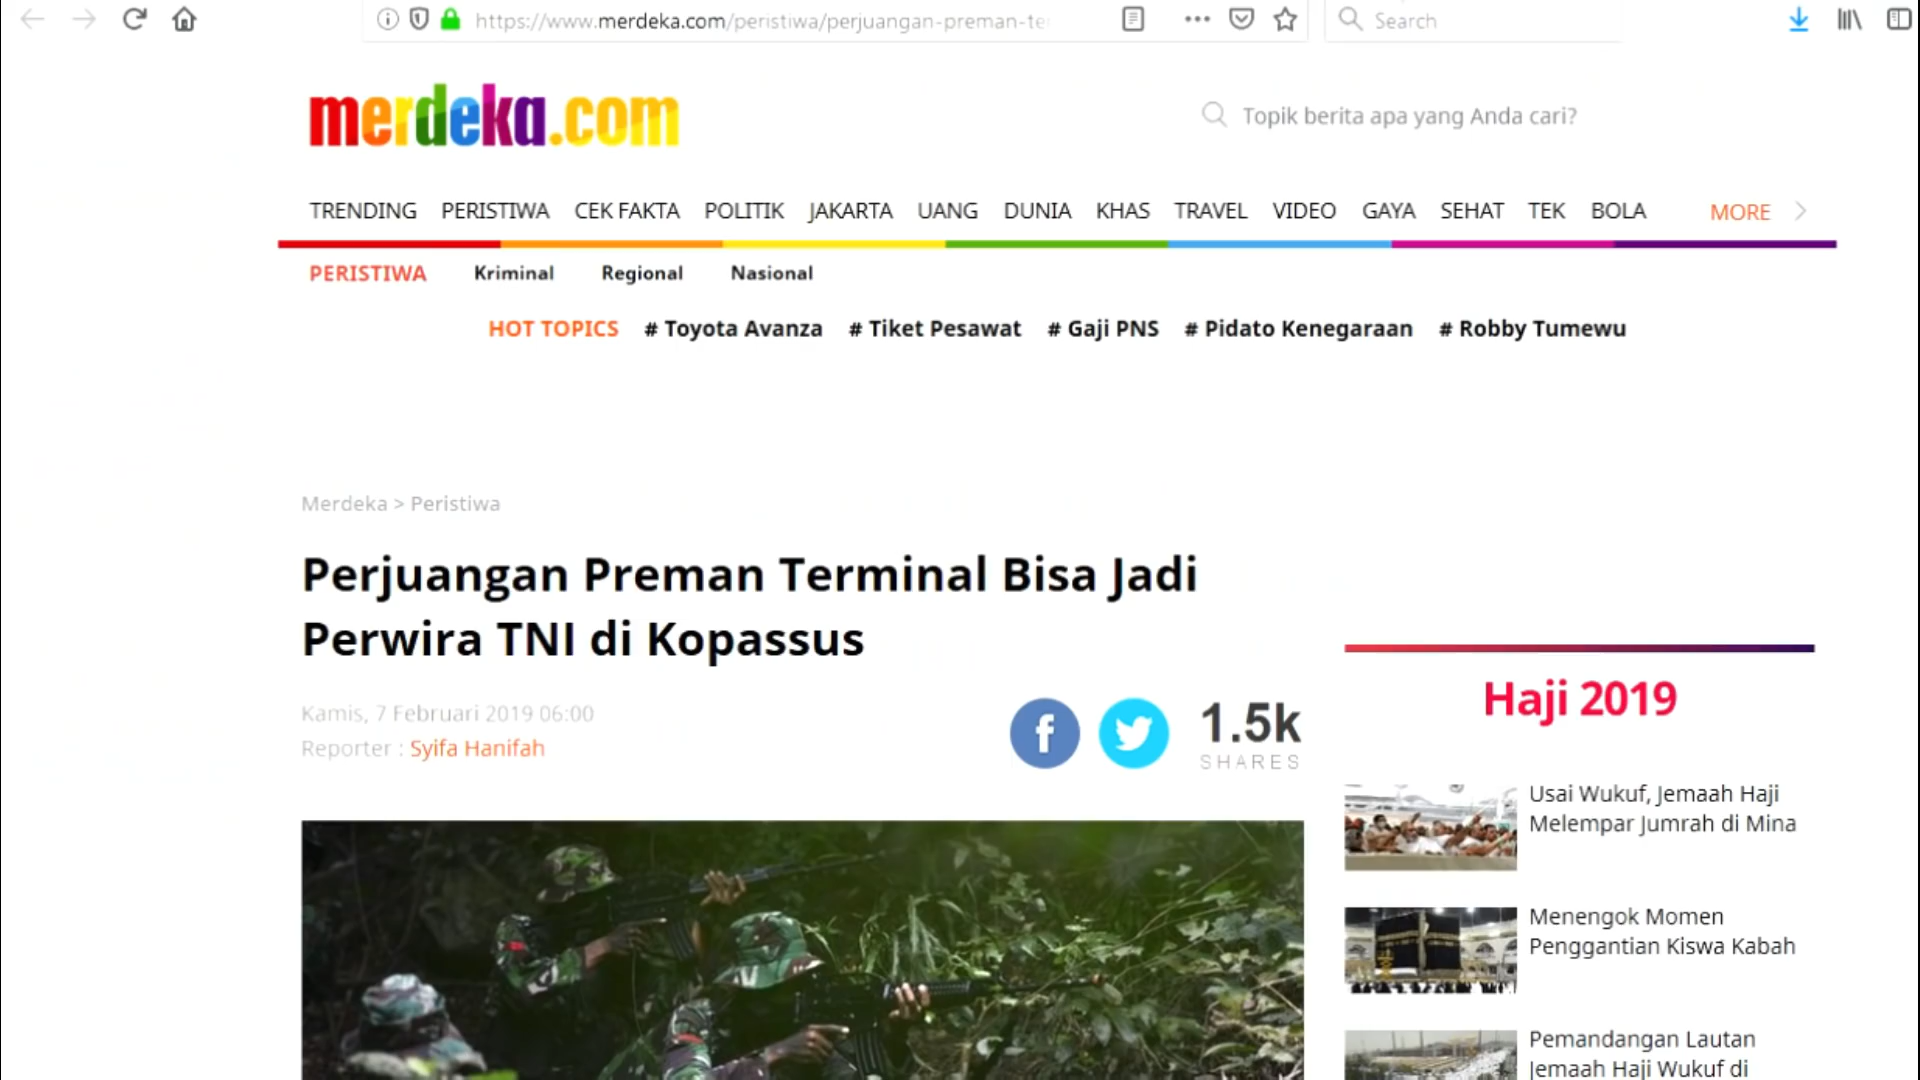 https://www.merdeka.com/peristiwa/perjuangan-preman-te
Search
merdeka.com
Topik berita apa yang Anda cari?
TRENDING PERISTIWA CEK FAKTA POLITIK JAKARTA UANG DUNIA KHAS TRAVEL VIDEO GAYA SEHAT TEK BOLA MORE
PERISTIWA Kriminal Regional Nasional
HOT TOPICS # Toyota Avanza # Tiket Pesawat # Gaji PNS # Pidato Kenegaraan # Robby Tumewu
Merdeka > Peristiwa
Perjuangan Preman Terminal Bisa Jadi
Perwira TNI di Kopassus
Kamis, 7 Februari 2019 06:00
Reporter : Syifa Hanifah
1.5k
SHARES
Haji 2019
Usai Wukuf, Jemaah Haji
Melempar Jumrah di Mina
Menengok Momen
Penggantian Kiswa Kabah
Pemandangan Lautan
Jemaah Haji Wukuf di